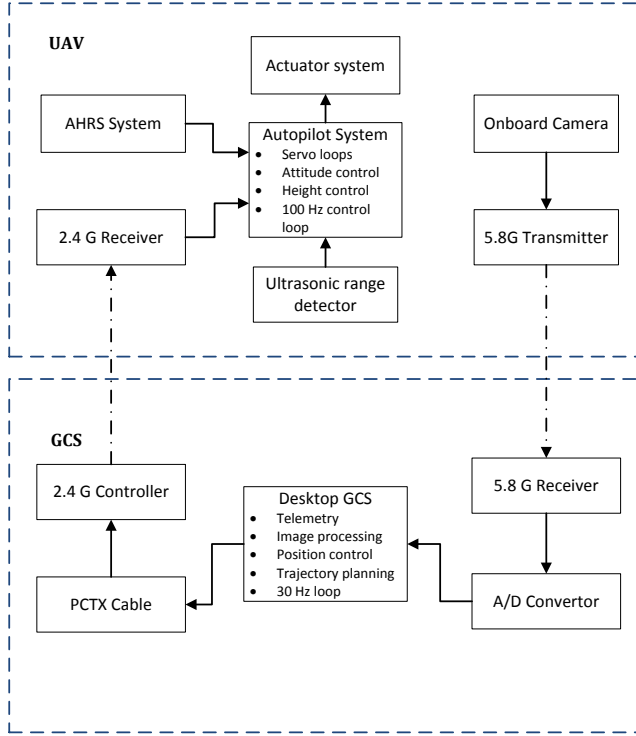 UAV
Actuator system
AHRS System
Autopilot System
• Servo loops
• Attitude control
• Height control
• 100 Hz control
loop
Onboard Camera
2.4 G Receiver
5.8G Transmitter
Ultrasonic range
detector
GCS
2.4 G Controller
Desktop GCS
• Telemetry
• Image processing
• Position control
• Trajectory planning
• 30 Hz loop
5.8 G Receiver
PCTX Cable
A/D Convertor